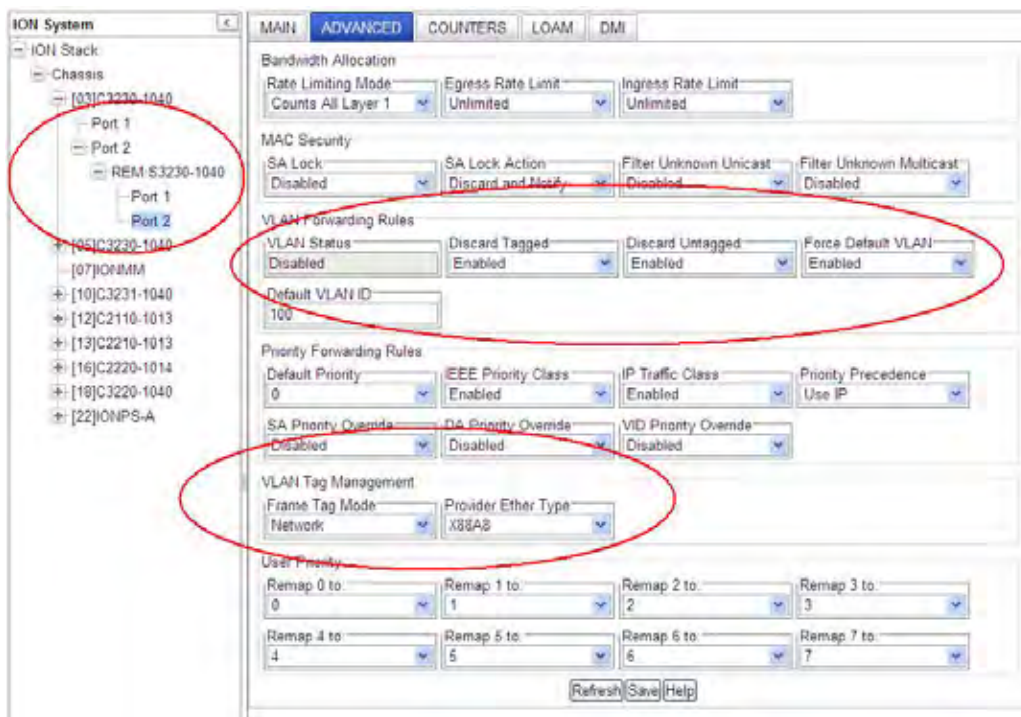 ION System
ION Stack
Chassis
[03]C3230-1040
Port 1
Port 2
REM:S3230-1040
Port 1
Port 2
[05]C3230-1040
[07]IONMM
[10]C3231-1040
[12]C2110-1013
[13]C2210-1013
[16]C2220-1014
[18]C3220-1040
[22]IONPS-A
MAIN ADVANCED COUNTERS LOAM DMI
Bandwidth Allocation
Rate Limiting Mode Egress Rate Limit Ingress Rate Limit
Counts All Layer 1 Unlimited Unlimited
MAC Security
SA Lock SA Lock Action Filter Unknown Unicast Filter Unknown Multicast
Disabled Discard and Notify Disabled Disabled
VLAN Forwarding Rules
VLAN Status Discard Tagged Discard Untagged Force Default VLAN
Disabled Enabled Enabled Enabled
Default VLAN ID
100
Priority Forwarding Rules
Default Priority IEEE Priority Class IP Traffic Class Priority Precedence
0 Enabled Enabled Use IP
SA Priority Override DA Priority Override VID Priority Override
Disabled Disabled Disabled
VLAN Tag Management
Frame Tag Mode Provider Ether Type
Network X88A8
User Priority
Remap 0 to. Remap 1 to. Remap 2 to. Remap 3 to.
0 1 2 3
Remap 4 to. Remap 5 to. Remap 6 to. Remap 7 to.
4 5 6 7
Refresh Save Help